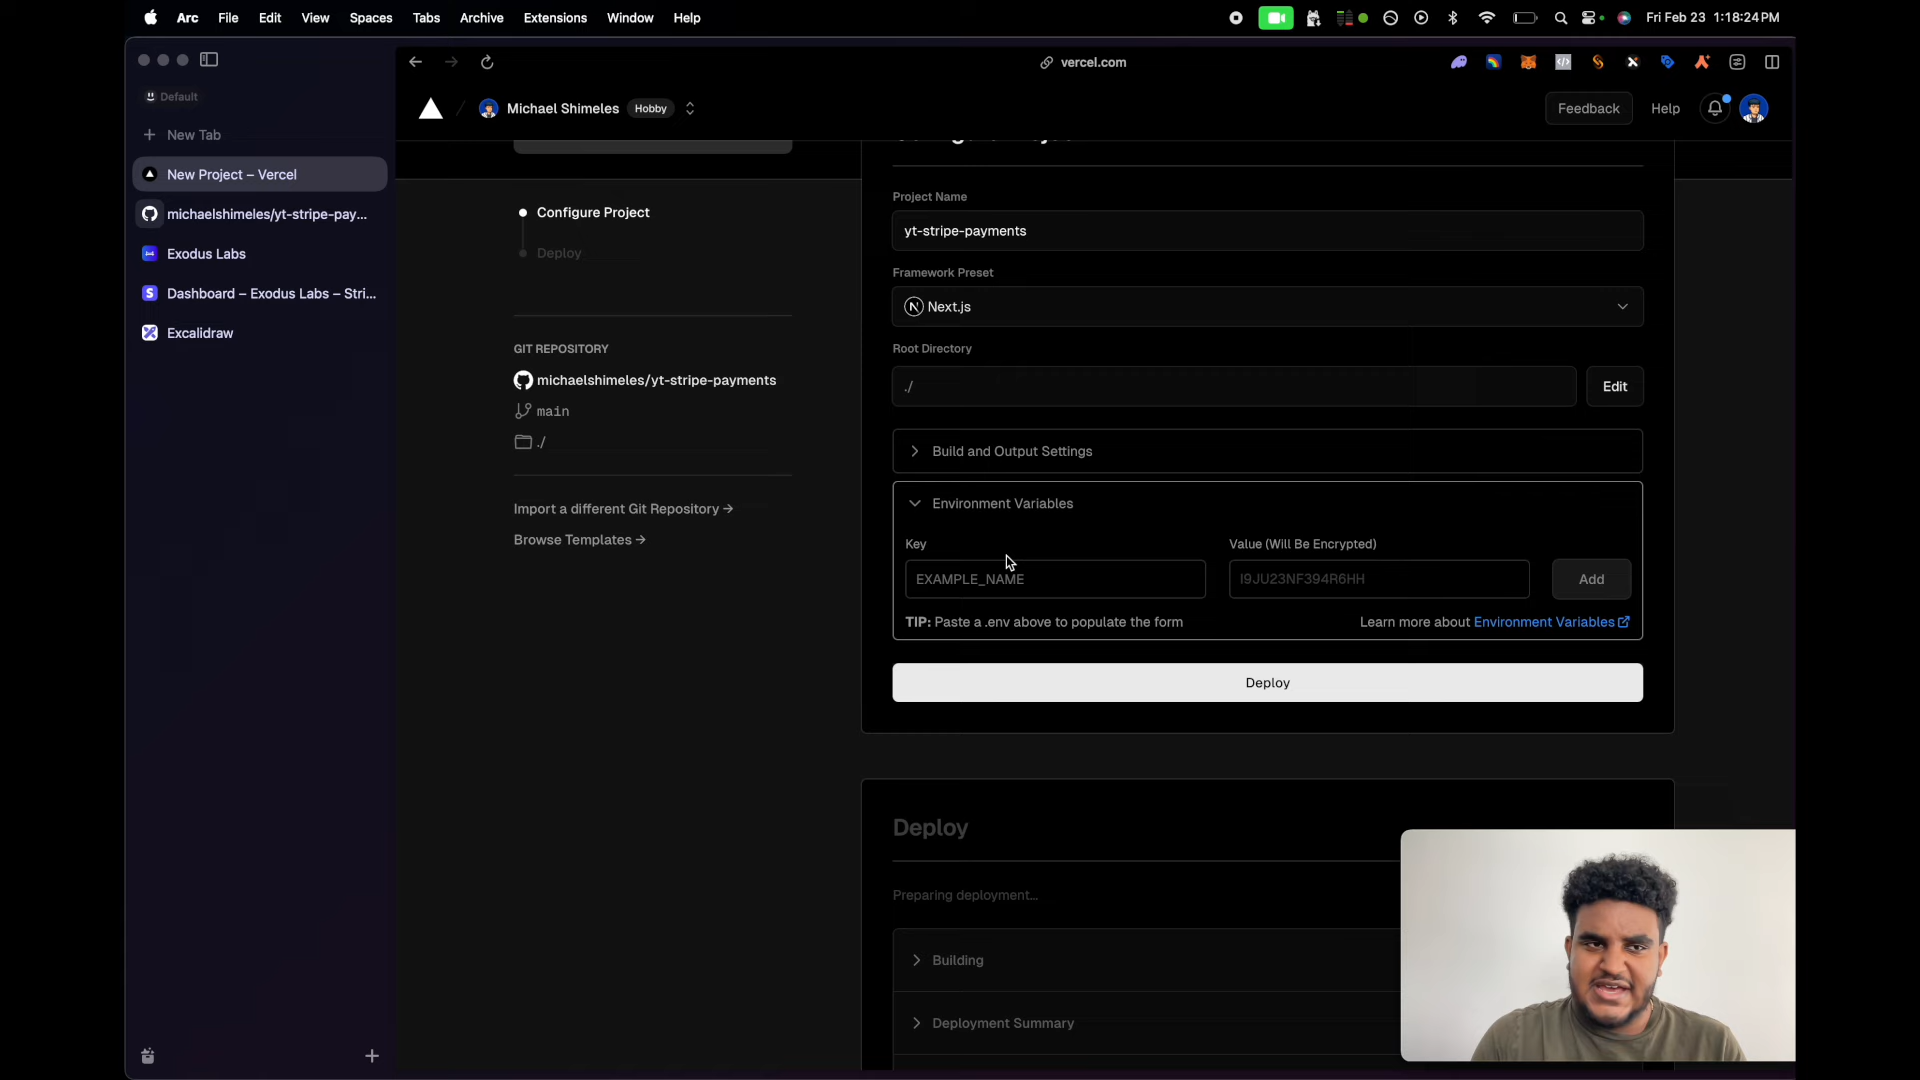 Arc File Edit View Spaces Tabs Archive Extensions Window Help
Fri Feb 23 1:18:24 PM
vercel.com
Default
New Tab
New Project – Vercel
michaelshimeles/yt-stripe-pay...
Exodus Labs
Dashboard – Exodus Labs – Stri...
Excalidraw
Michael Shimeles Hobby
Feedback Help
Configure Project
Deploy
GIT REPOSITORY
michaelshimeles/yt-stripe-payments
main
./
Import a different Git Repository →
Browse Templates →
Project Name
yt-stripe-payments
Framework Preset
Next.js
Root Directory
./ Edit
Build and Output Settings
Environment Variables
Key Value (Will Be Encrypted)
EXAMPLE_NAME I9JU23NF394R6HH Add
TIP: Paste a .env above to populate the form Learn more about Environment Variables
Deploy
Deploy
Preparing deployment...
Building
Deployment Summary